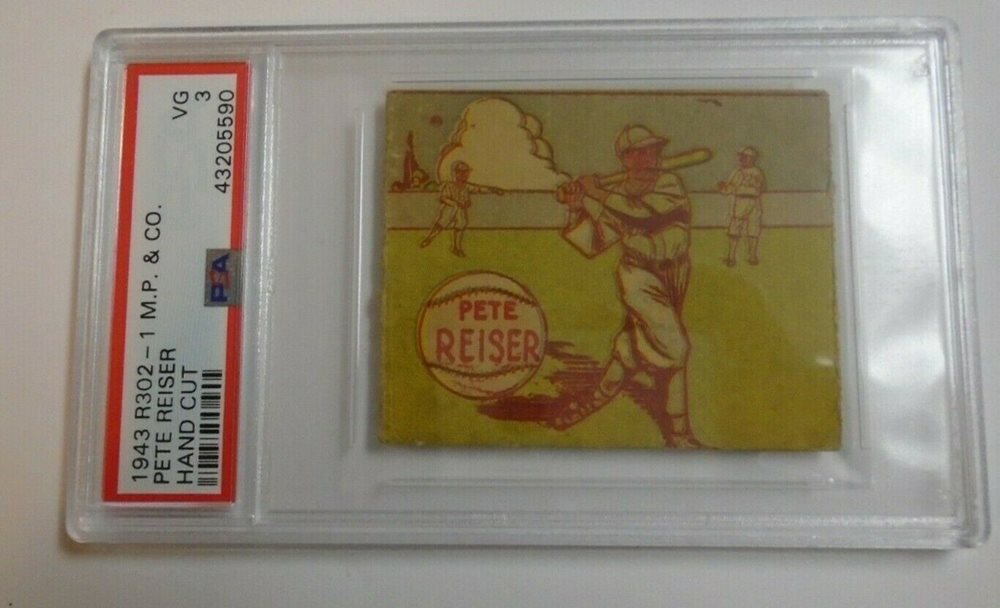 1943 R302-1 M.P. & CO.
PETE REISER
HAND CUT
VG
3
43205590
PSA
PETE
REISER